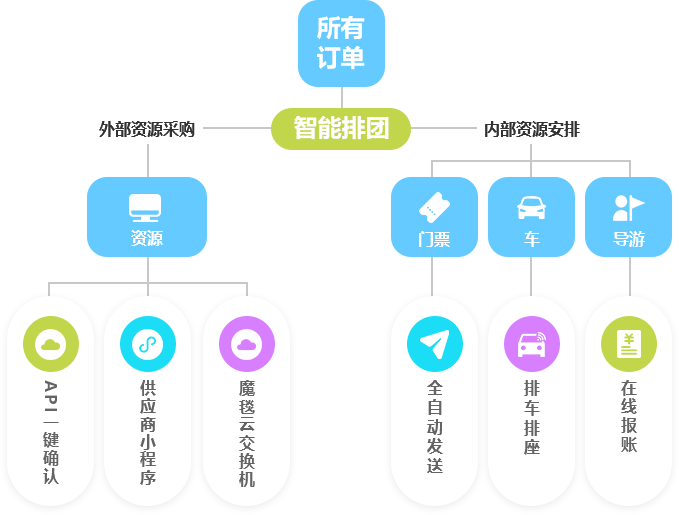 所有
订单
智能排团
外部资源采购
内部资源安排
资源
门票
车
导游
API一键确认
供应商小程序
魔毯云交换机
全自动发送
排车排座
在线报账